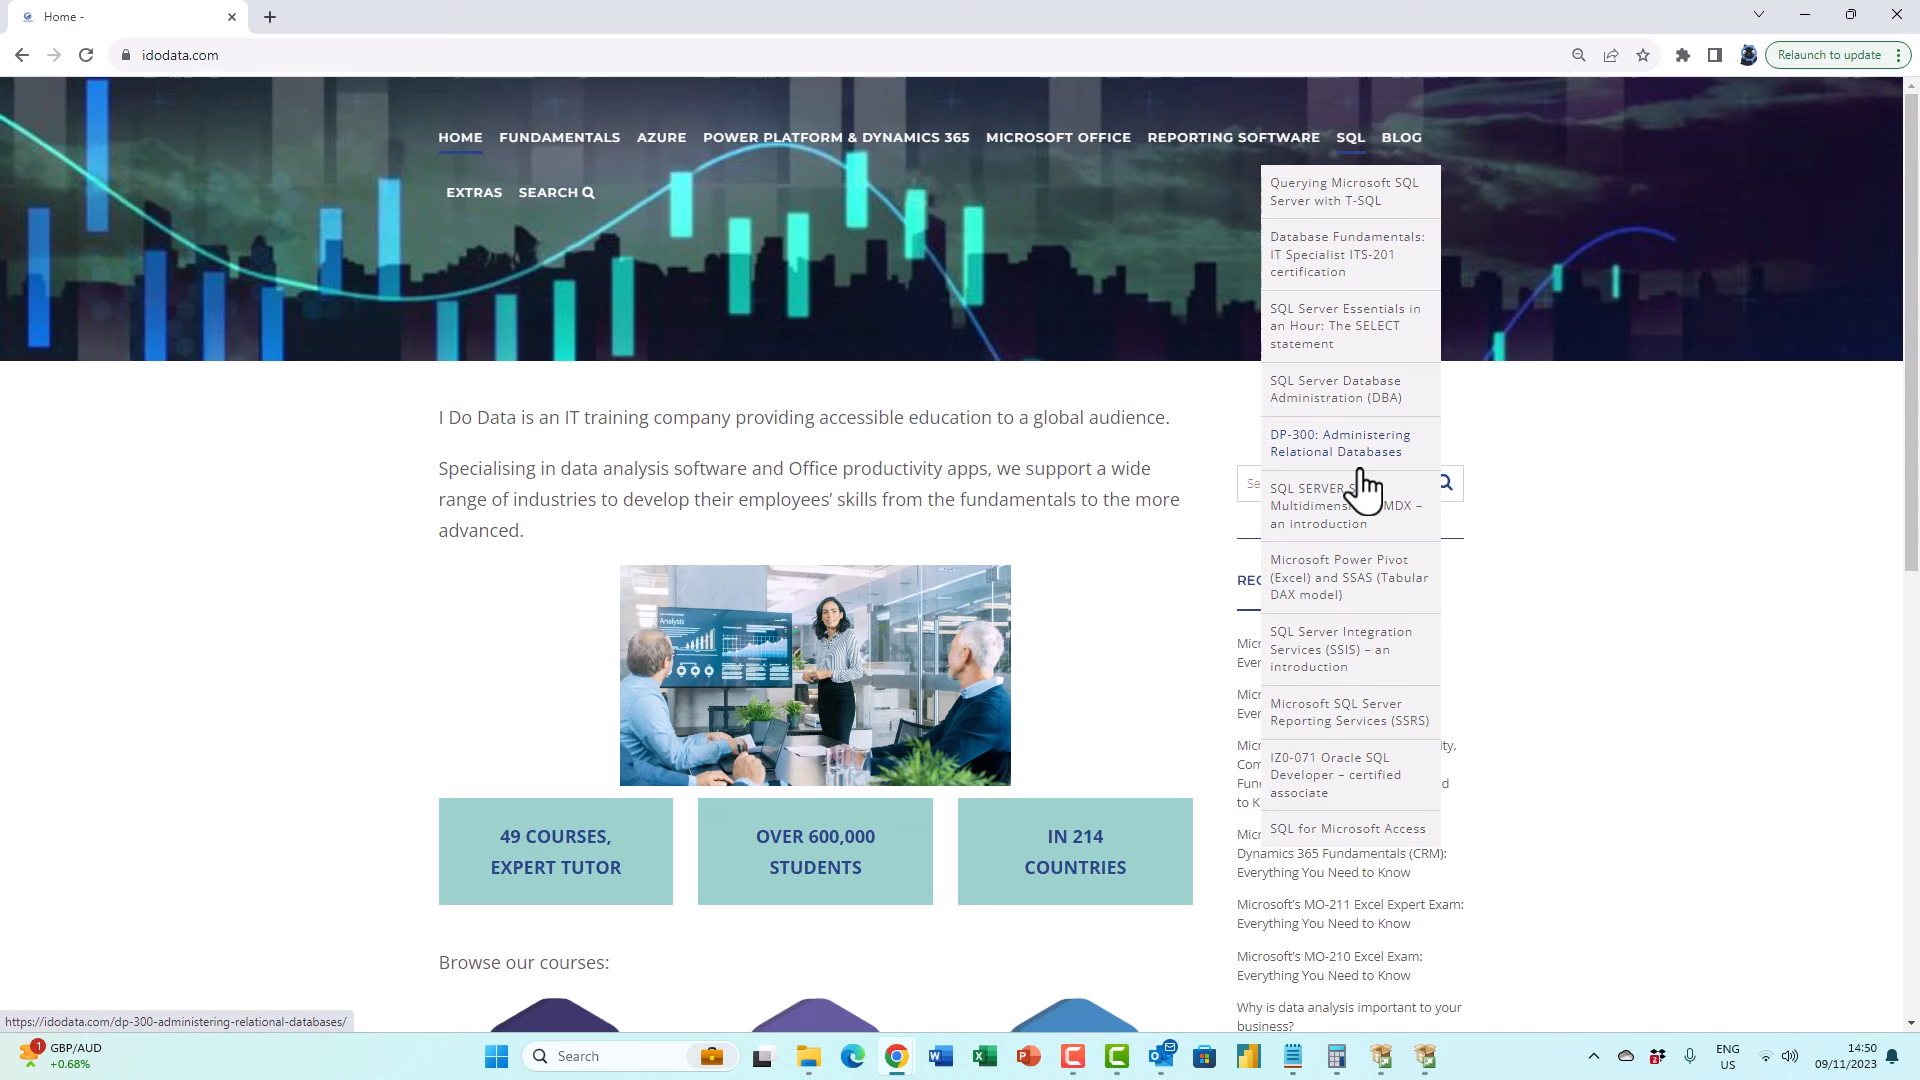 Home -
idodata.com
Relaunch to update
HOME FUNDAMENTALS AZURE POWER PLATFORM & DYNAMICS 365 MICROSOFT OFFICE REPORTING SOFTWARE SQL BLOG
EXTRAS SEARCH
Querying Microsoft SQL
Server with T-SQL
Database Fundamentals:
IT Specialist ITS-201
certification
SQL Server Essentials in
an Hour: The SELECT
statement
SQL Server Database
Administration (DBA)
DP-300: Administering
Relational Databases
SQL SERVER
MDX –
an introduction
Microsoft Power Pivot
(Excel) and SSAS (Tabular
DAX model)
SQL Server Integration
Services (SSIS) – an
introduction
Microsoft SQL Server
Reporting Services (SSRS)
IZ0-071 Oracle SQL
Developer – certified
associate
SQL for Microsoft Access
I Do Data is an IT training company providing accessible education to a global audience.
Specialising in data analysis software and Office productivity apps, we support a wide
range of industries to develop their employees’ skills from the fundamentals to the more
advanced.
Analysis
49 COURSES,
EXPERT TUTOR
OVER 600,000
STUDENTS
IN 214
COUNTRIES
Browse our courses:
Dynamics 365 Fundamentals (CRM):
Everything You Need to Know
Microsoft’s MO-211 Excel Expert Exam:
Everything You Need to Know
Microsoft’s MO-210 Excel Exam:
Everything You Need to Know
Why is data analysis important to your
business?
https://idodata.com/dp-300-administering-relational-databases/
1
GBP/AUD
+0.68%
Search
ENG
US
14:50
09/11/2023